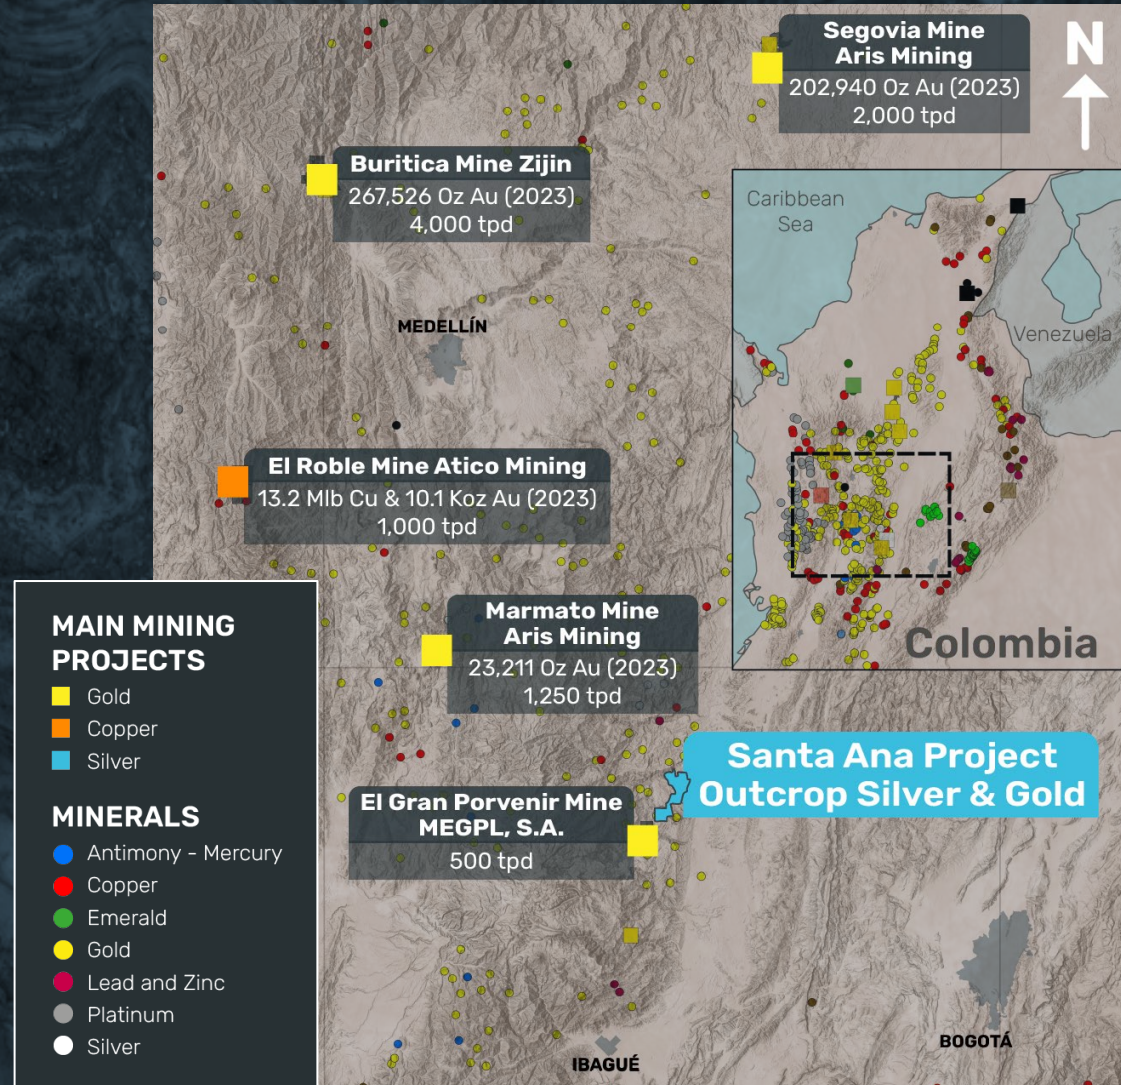 Segovia Mine
Aris Mining
202,940 Oz Au (2023)
2,000 tpd
N
Buritica Mine Zijin
267,526 Oz Au (2023)
4,000 tpd
Caribbean
Sea
Venezuela
Colombia
MEDELLÍN
El Roble Mine Atico Mining
13.2 Mlb Cu & 10.1 Koz Au (2023)
1,000 tpd
Marmato Mine
Aris Mining
23,211 Oz Au (2023)
1,250 tpd
Santa Ana Project
Outcrop Silver & Gold
El Gran Porvenir Mine
MEGPL, S.A.
500 tpd
BOGOTÁ
IBAGUÉ
MAIN MINING
PROJECTS
Gold
Copper
Silver
MINERALS
Antimony - Mercury
Copper
Emerald
Gold
Lead and Zinc
Platinum
Silver